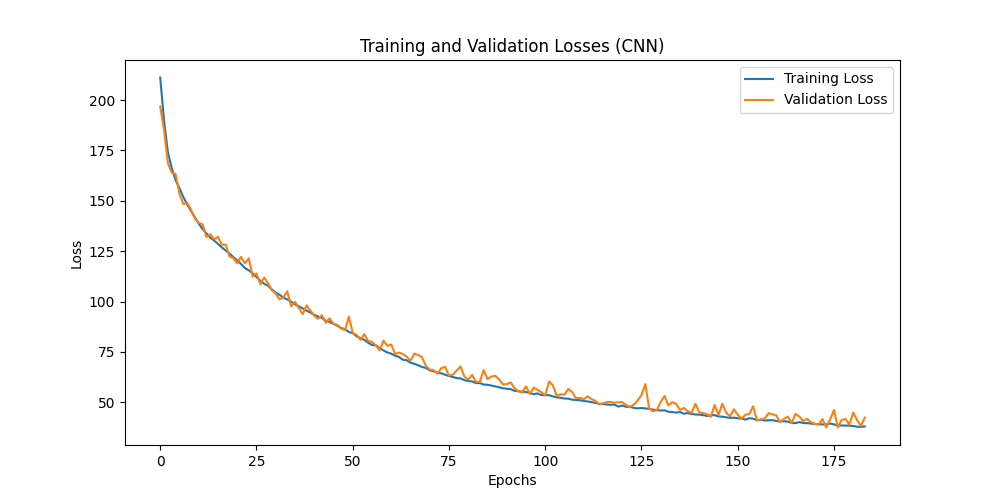 Training and Validation Losses (CNN)
Training Loss
Validation Loss
200
175
150
125
100
75
50
Loss
0 25 50 75 100 125 150 175
Epochs